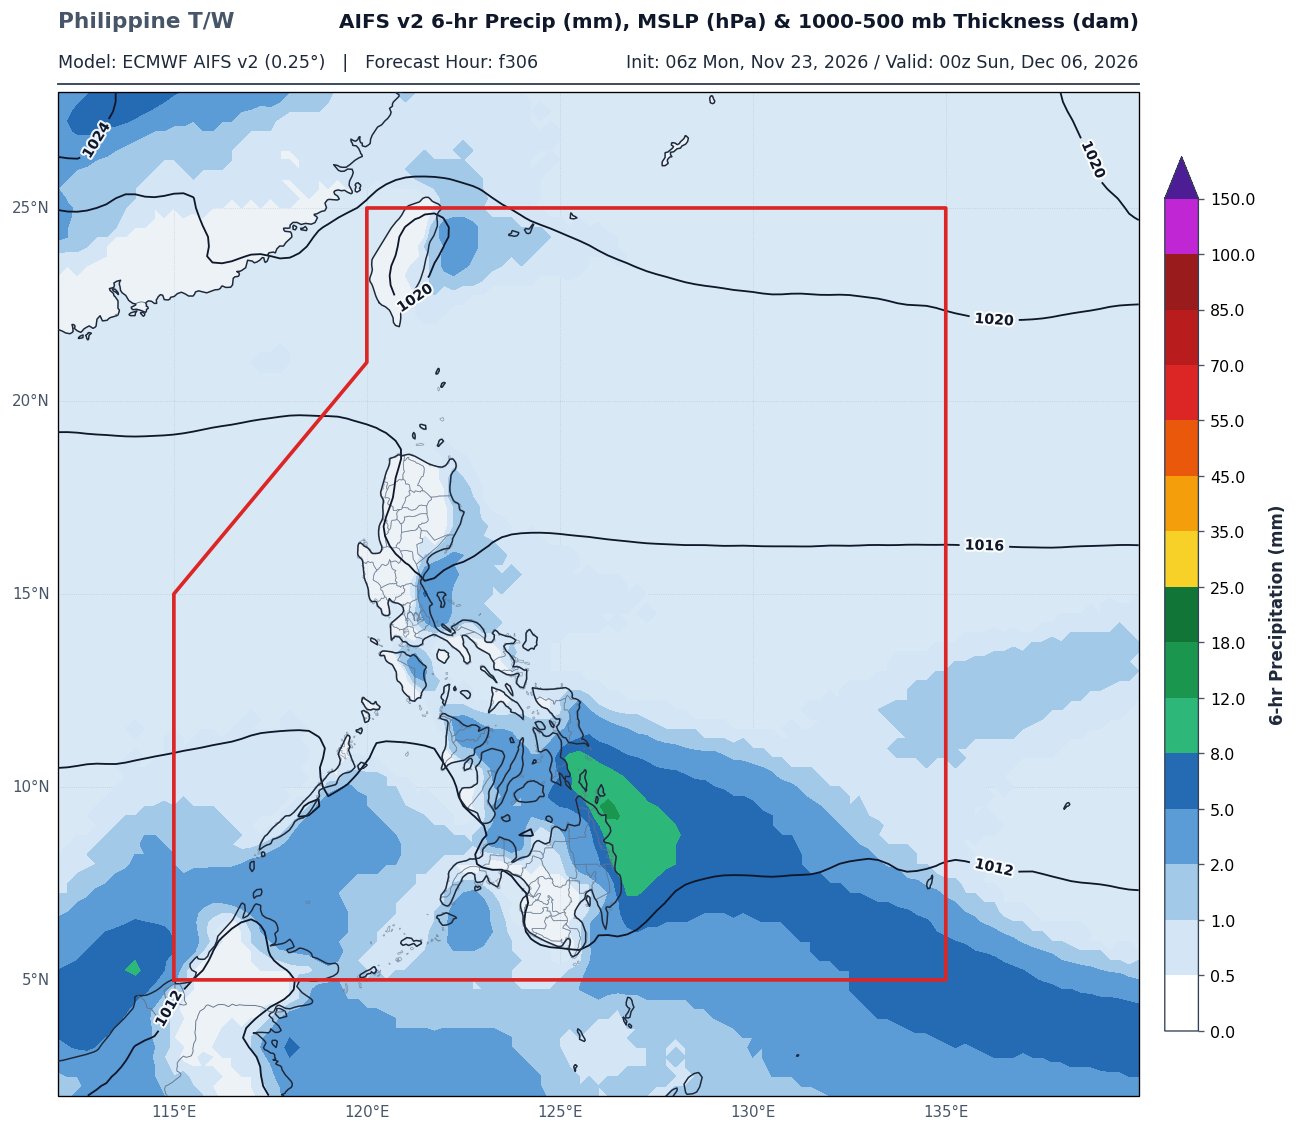 Philippine T/W
AIFS v2 6-hr Precip (mm), MSLP (hPa) & 1000-500 mb Thickness (dam)
Model: ECMWF AIFS v2 (0.25°)   |   Forecast Hour: f306
Init: 06z Mon, Nov 23, 2026 / Valid: 00z Sun, Dec 06, 2026
1024
1020
1020
1020
1016
1012
1012
25°N
20°N
15°N
10°N
5°N
115°E
120°E
125°E
130°E
135°E
150.0
100.0
85.0
70.0
55.0
45.0
35.0
25.0
18.0
12.0
8.0
5.0
2.0
1.0
0.5
0.0
6-hr Precipitation (mm)